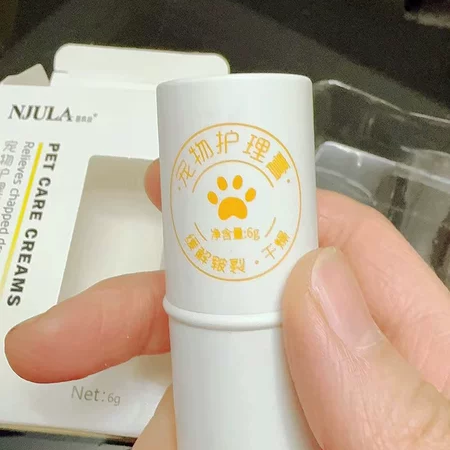 NJULA
PET CARE CREAMS
Relieves chapped
Net: 6g
·宠物护理膏·
净含量:6g
缓解皲裂·干燥